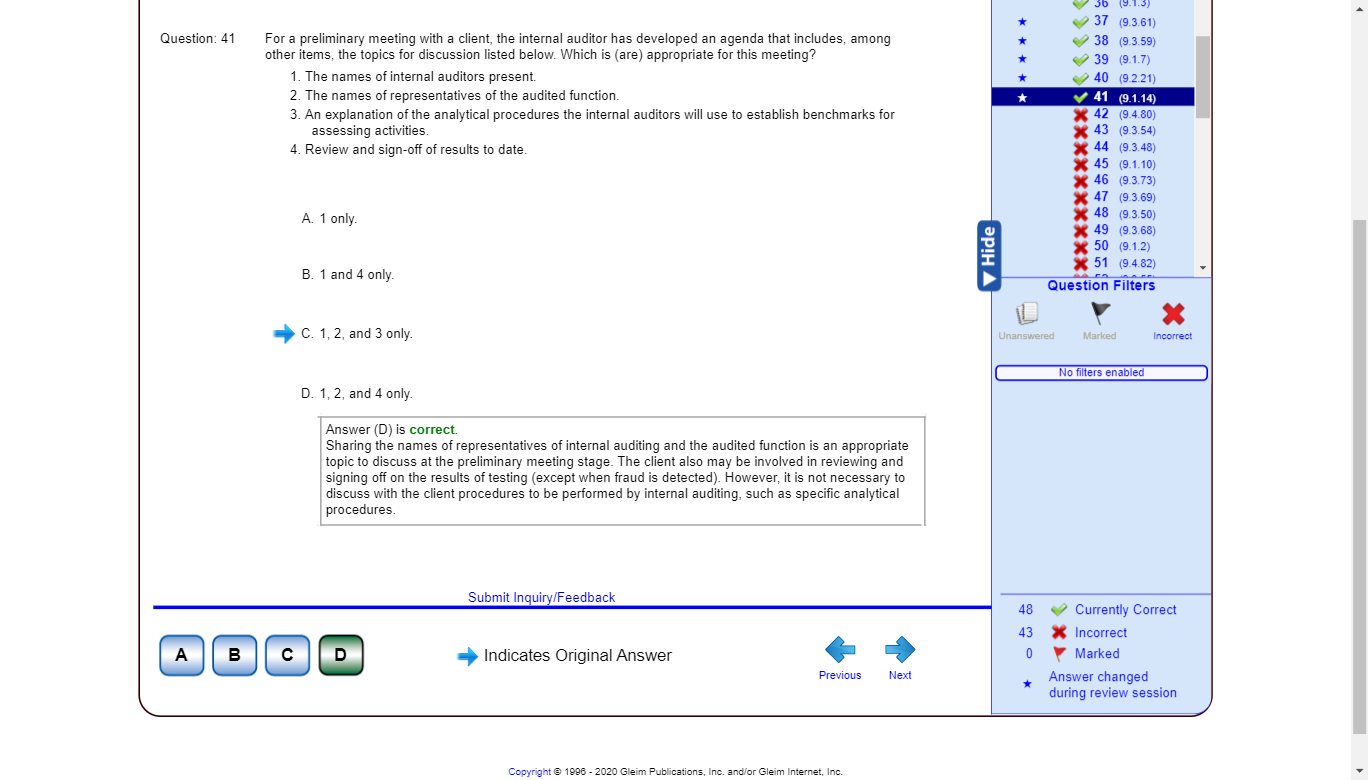 Question: 41
For a preliminary meeting with a client, the internal auditor has developed an agenda that includes, among
other items, the topics for discussion listed below. Which is (are) appropriate for this meeting?
1. The names of internal auditors present.
2. The names of representatives of the audited function.
3. An explanation of the analytical procedures the internal auditors will use to establish benchmarks for
assessing activities.
4. Review and sign-off of results to date.
A. 1 only.
B. 1 and 4 only.
C. 1, 2, and 3 only.
D. 1, 2, and 4 only.
Answer (D) is correct.
Sharing the names of representatives of internal auditing and the audited function is an appropriate
topic to discuss at the preliminary meeting stage. The client also may be involved in reviewing and
signing off on the results of testing (except when fraud is detected). However, it is not necessary to
discuss with the client procedures to be performed by internal auditing, such as specific analytical
procedures.
Submit Inquiry/Feedback
A B C D
Indicates Original Answer
Previous
Next
36 (9.1.3)
37 (9.3.61)
38 (9.3.59)
39 (9.1.7)
40 (9.2.21)
41 (9.1.14)
42 (9.4.80)
43 (9.3.54)
44 (9.3.48)
45 (9.1.10)
46 (9.3.73)
47 (9.3.69)
48 (9.3.50)
49 (9.3.68)
50 (9.1.2)
51 (9.4.82)
Hide
Question Filters
Unanswered
Marked
Incorrect
No filters enabled
48 Currently Correct
43 Incorrect
0 Marked
Answer changed
during review session
Copyright © 1996 - 2020 Gleim Publications, Inc. and/or Gleim Internet, Inc.